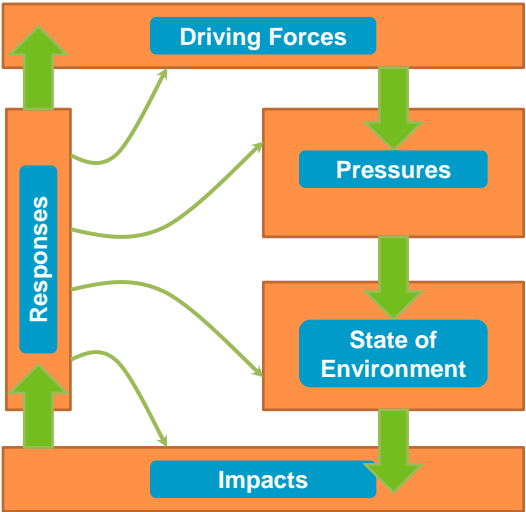 Driving Forces
Pressures
Responses
State of
Environment
Impacts